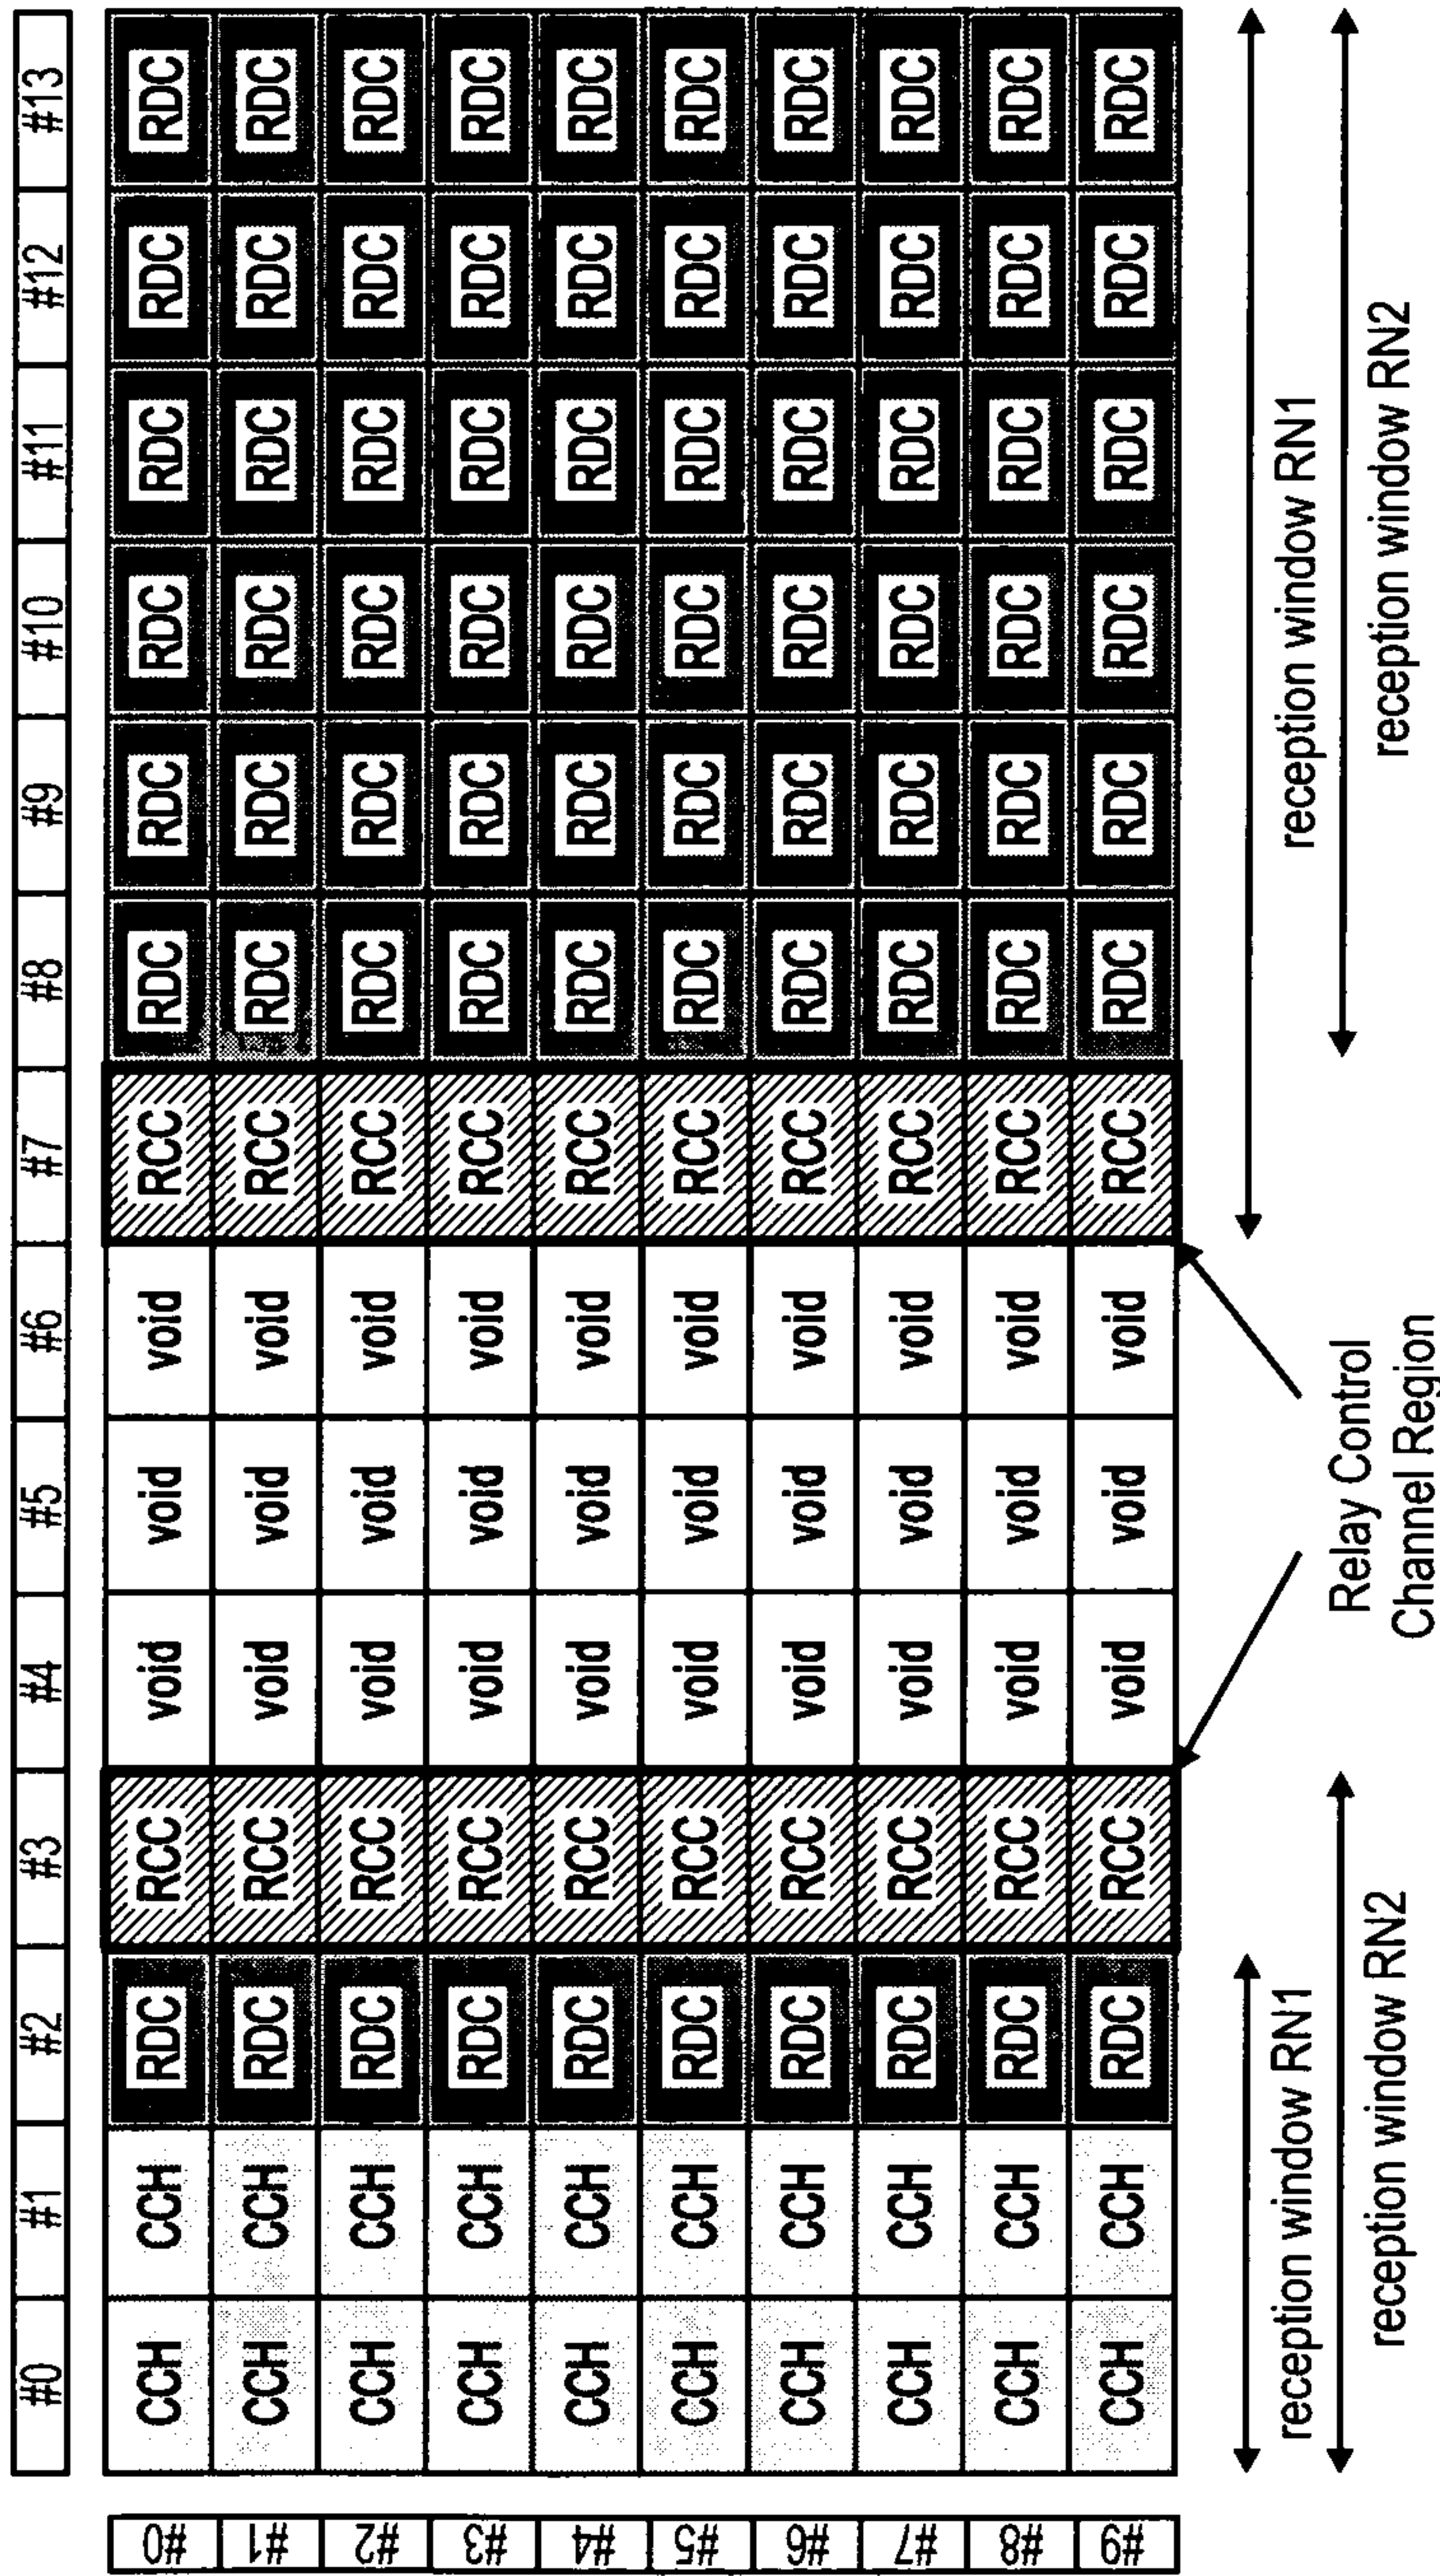 #0 #1 #2 #3 #4 #5 #6 #7 #8 #9 #10 #11 #12 #13
#0 CCH CCH RDC RCC void void void RCC RDC RDC RDC RDC RDC RDC
#1 CCH CCH RDC RCC void void void RCC RDC RDC RDC RDC RDC RDC
#2 CCH CCH RDC RCC void void void RCC RDC RDC RDC RDC RDC RDC
#3 CCH CCH RDC RCC void void void RCC RDC RDC RDC RDC RDC RDC
#4 CCH CCH RDC RCC void void void RCC RDC RDC RDC RDC RDC RDC
#5 CCH CCH RDC RCC void void void RCC RDC RDC RDC RDC RDC RDC
#6 CCH CCH RDC RCC void void void RCC RDC RDC RDC RDC RDC RDC
#7 CCH CCH RDC RCC void void void RCC RDC RDC RDC RDC RDC RDC
#8 CCH CCH RDC RCC void void void RCC RDC RDC RDC RDC RDC RDC
#9 CCH CCH RDC RCC void void void RCC RDC RDC RDC RDC RDC RDC
reception window RN1
reception window RN2
Relay Control
Channel Region
reception window RN1
reception window RN2